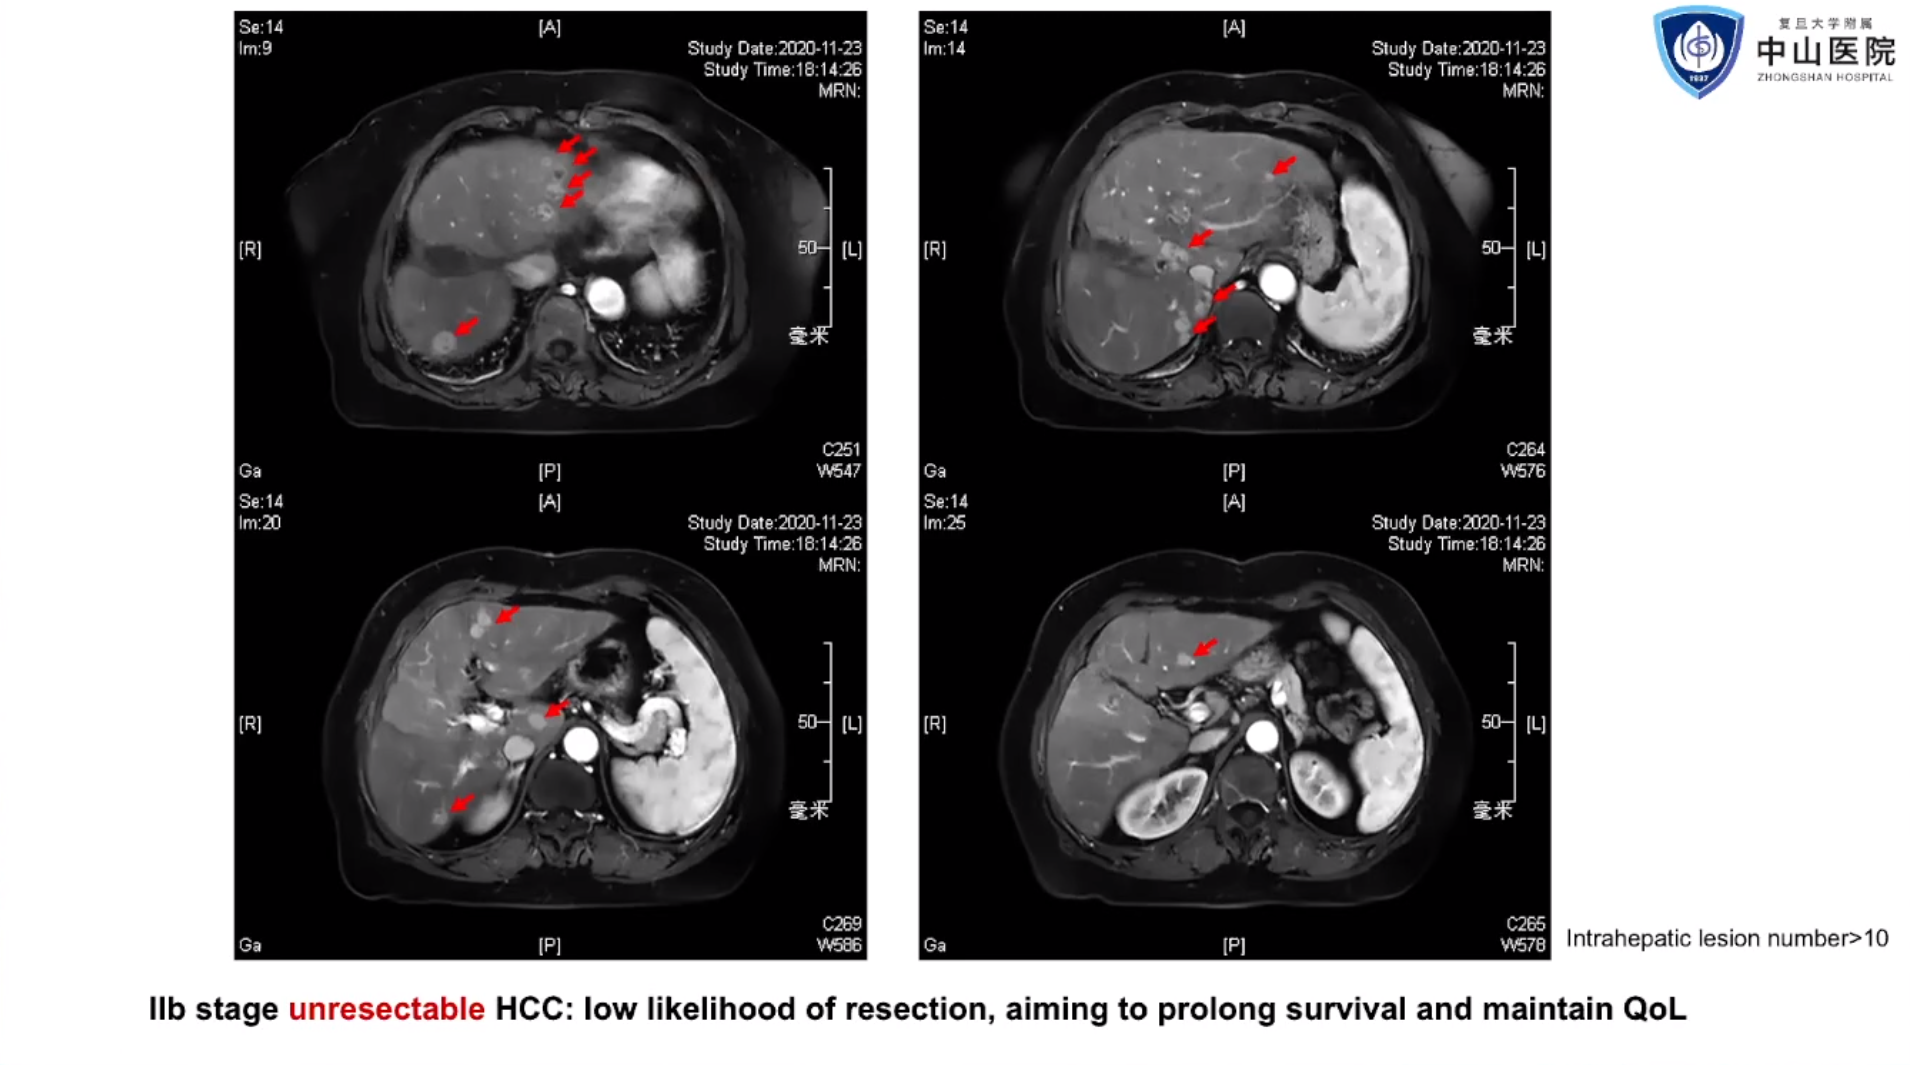 Se:14
Im:9
[A]
Study Date:2020-11-23
Study Time:18:14:26
MRN:
[R]
50
[L]
毫米
C251
W547
Ga
[P]
Se:14
Im:14
[A]
Study Date:2020-11-23
Study Time:18:14:26
MRN:
[R]
50
[L]
毫米
C264
W576
Ga
[P]
复旦大学附属
中山医院
ZHONGSHAN HOSPITAL
1937
Se:14
Im:20
[A]
Study Date:2020-11-23
Study Time:18:14:26
MRN:
[R]
50
[L]
毫米
C269
W586
Ga
[P]
Se:14
Im:25
[A]
Study Date:2020-11-23
Study Time:18:14:26
MRN:
[R]
50
[L]
毫米
C265
W578
Ga
[P]
Intrahepatic lesion number>10
IIb stage unresectable HCC: low likelihood of resection, aiming to prolong survival and maintain QoL